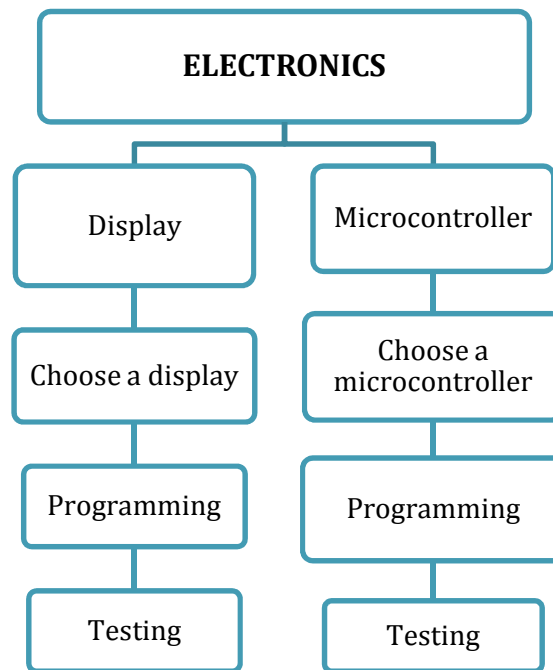 ELECTRONICS
Display
Choose a display
Programming
Testing
Microcontroller
Choose a
microcontroller
Programming
Testing